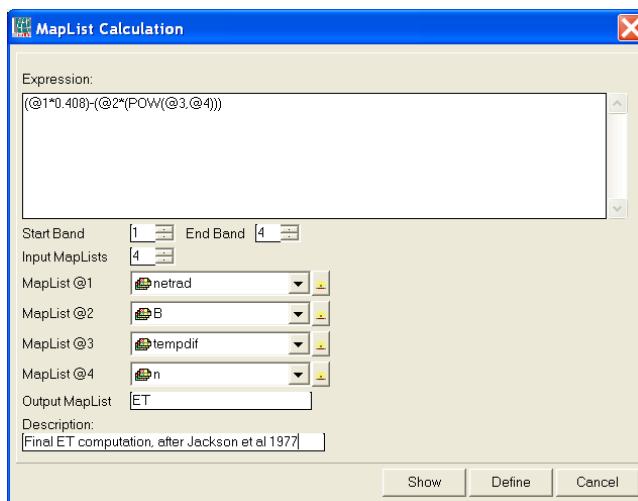 MapList Calculation
Expression:
(@1*0.408)-(@2*(POW(@3,@4)))
Start Band 1 End Band 4
Input MapLists 4
MapList @1 netrad
MapList @2 B
MapList @3 tempdif
MapList @4 n
Output MapList ET
Description:
Final ET computation, after Jackson et al 1977
Show Define Cancel